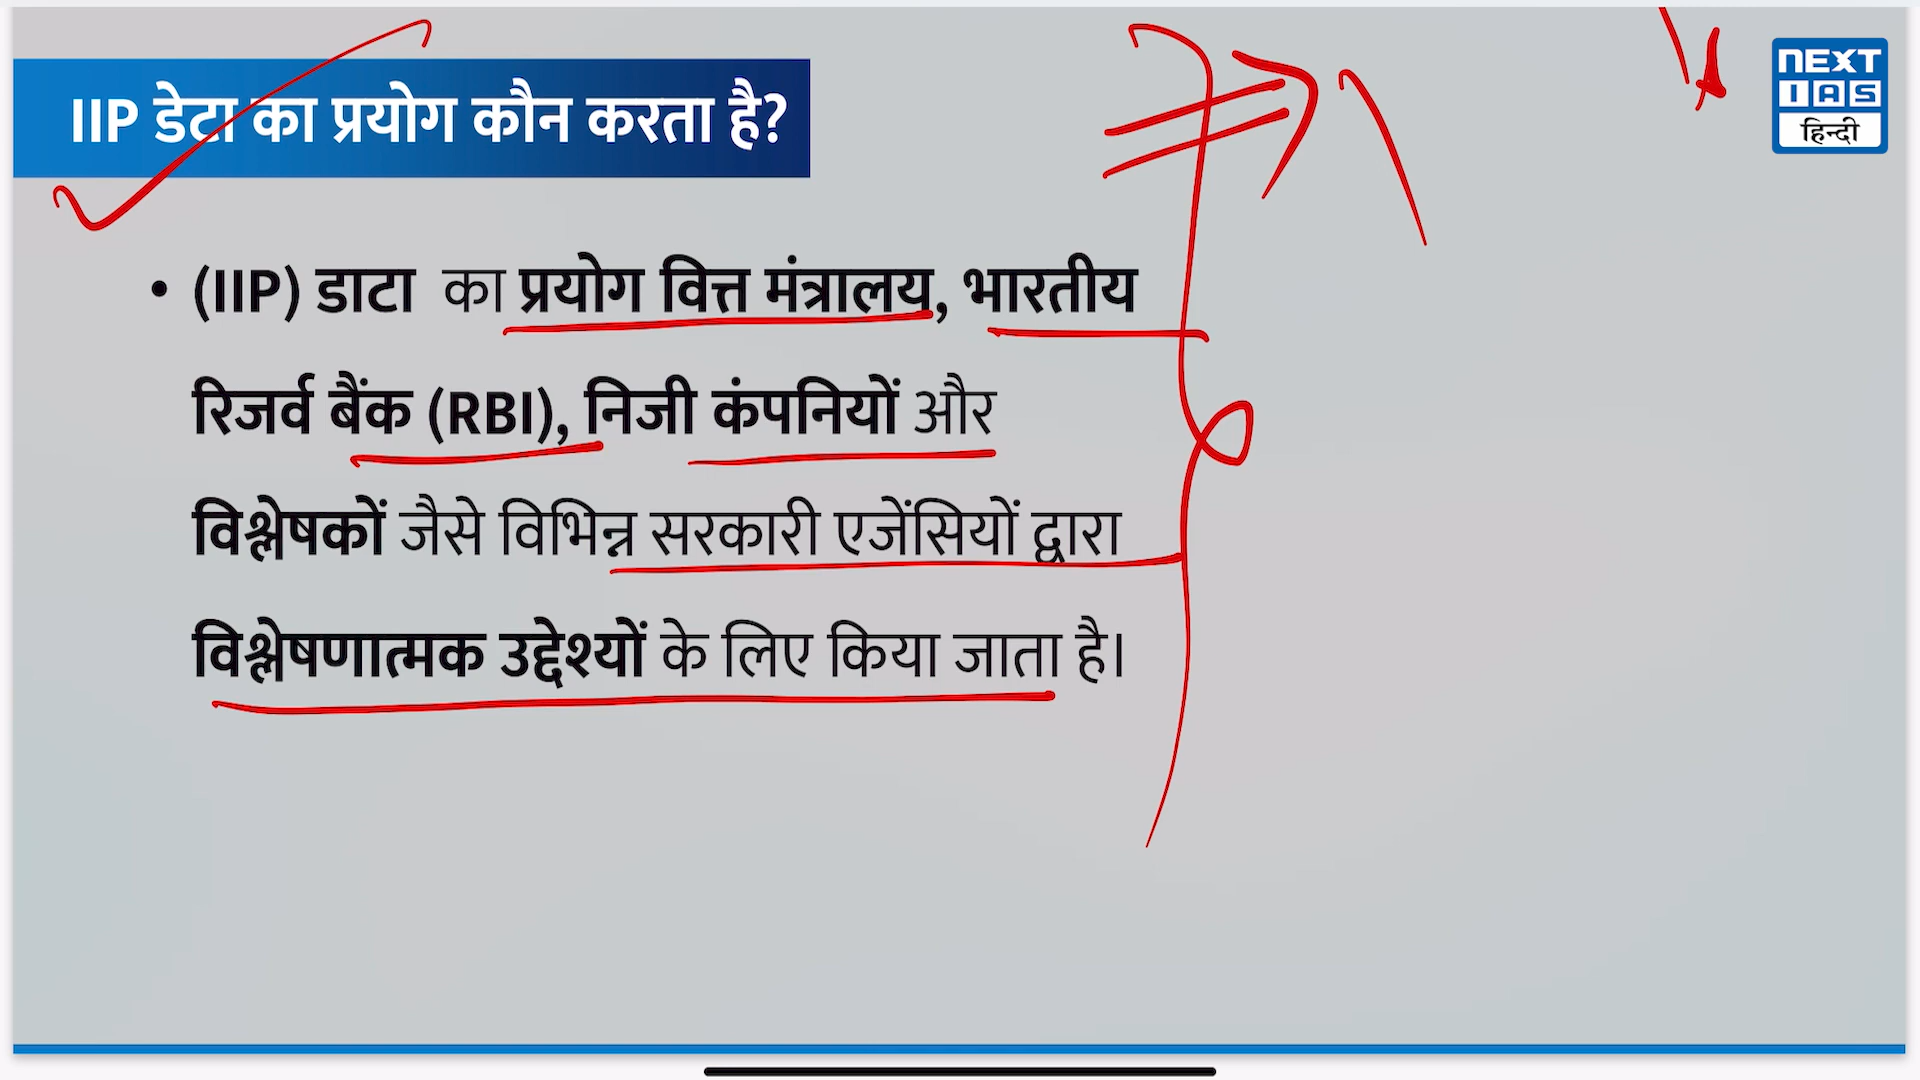 IIP डेटा का प्रयोग कौन करता है?
NEXT
IAS
हिन्दी
• (IIP) डाटा का प्रयोग वित्त मंत्रालय, भारतीय
रिजर्व बैंक (RBI), निजी कंपनियों और
विश्लेषकों जैसे विभिन्न सरकारी एजेंसियों द्वारा
विश्लेषणात्मक उद्देश्यों के लिए किया जाता है।